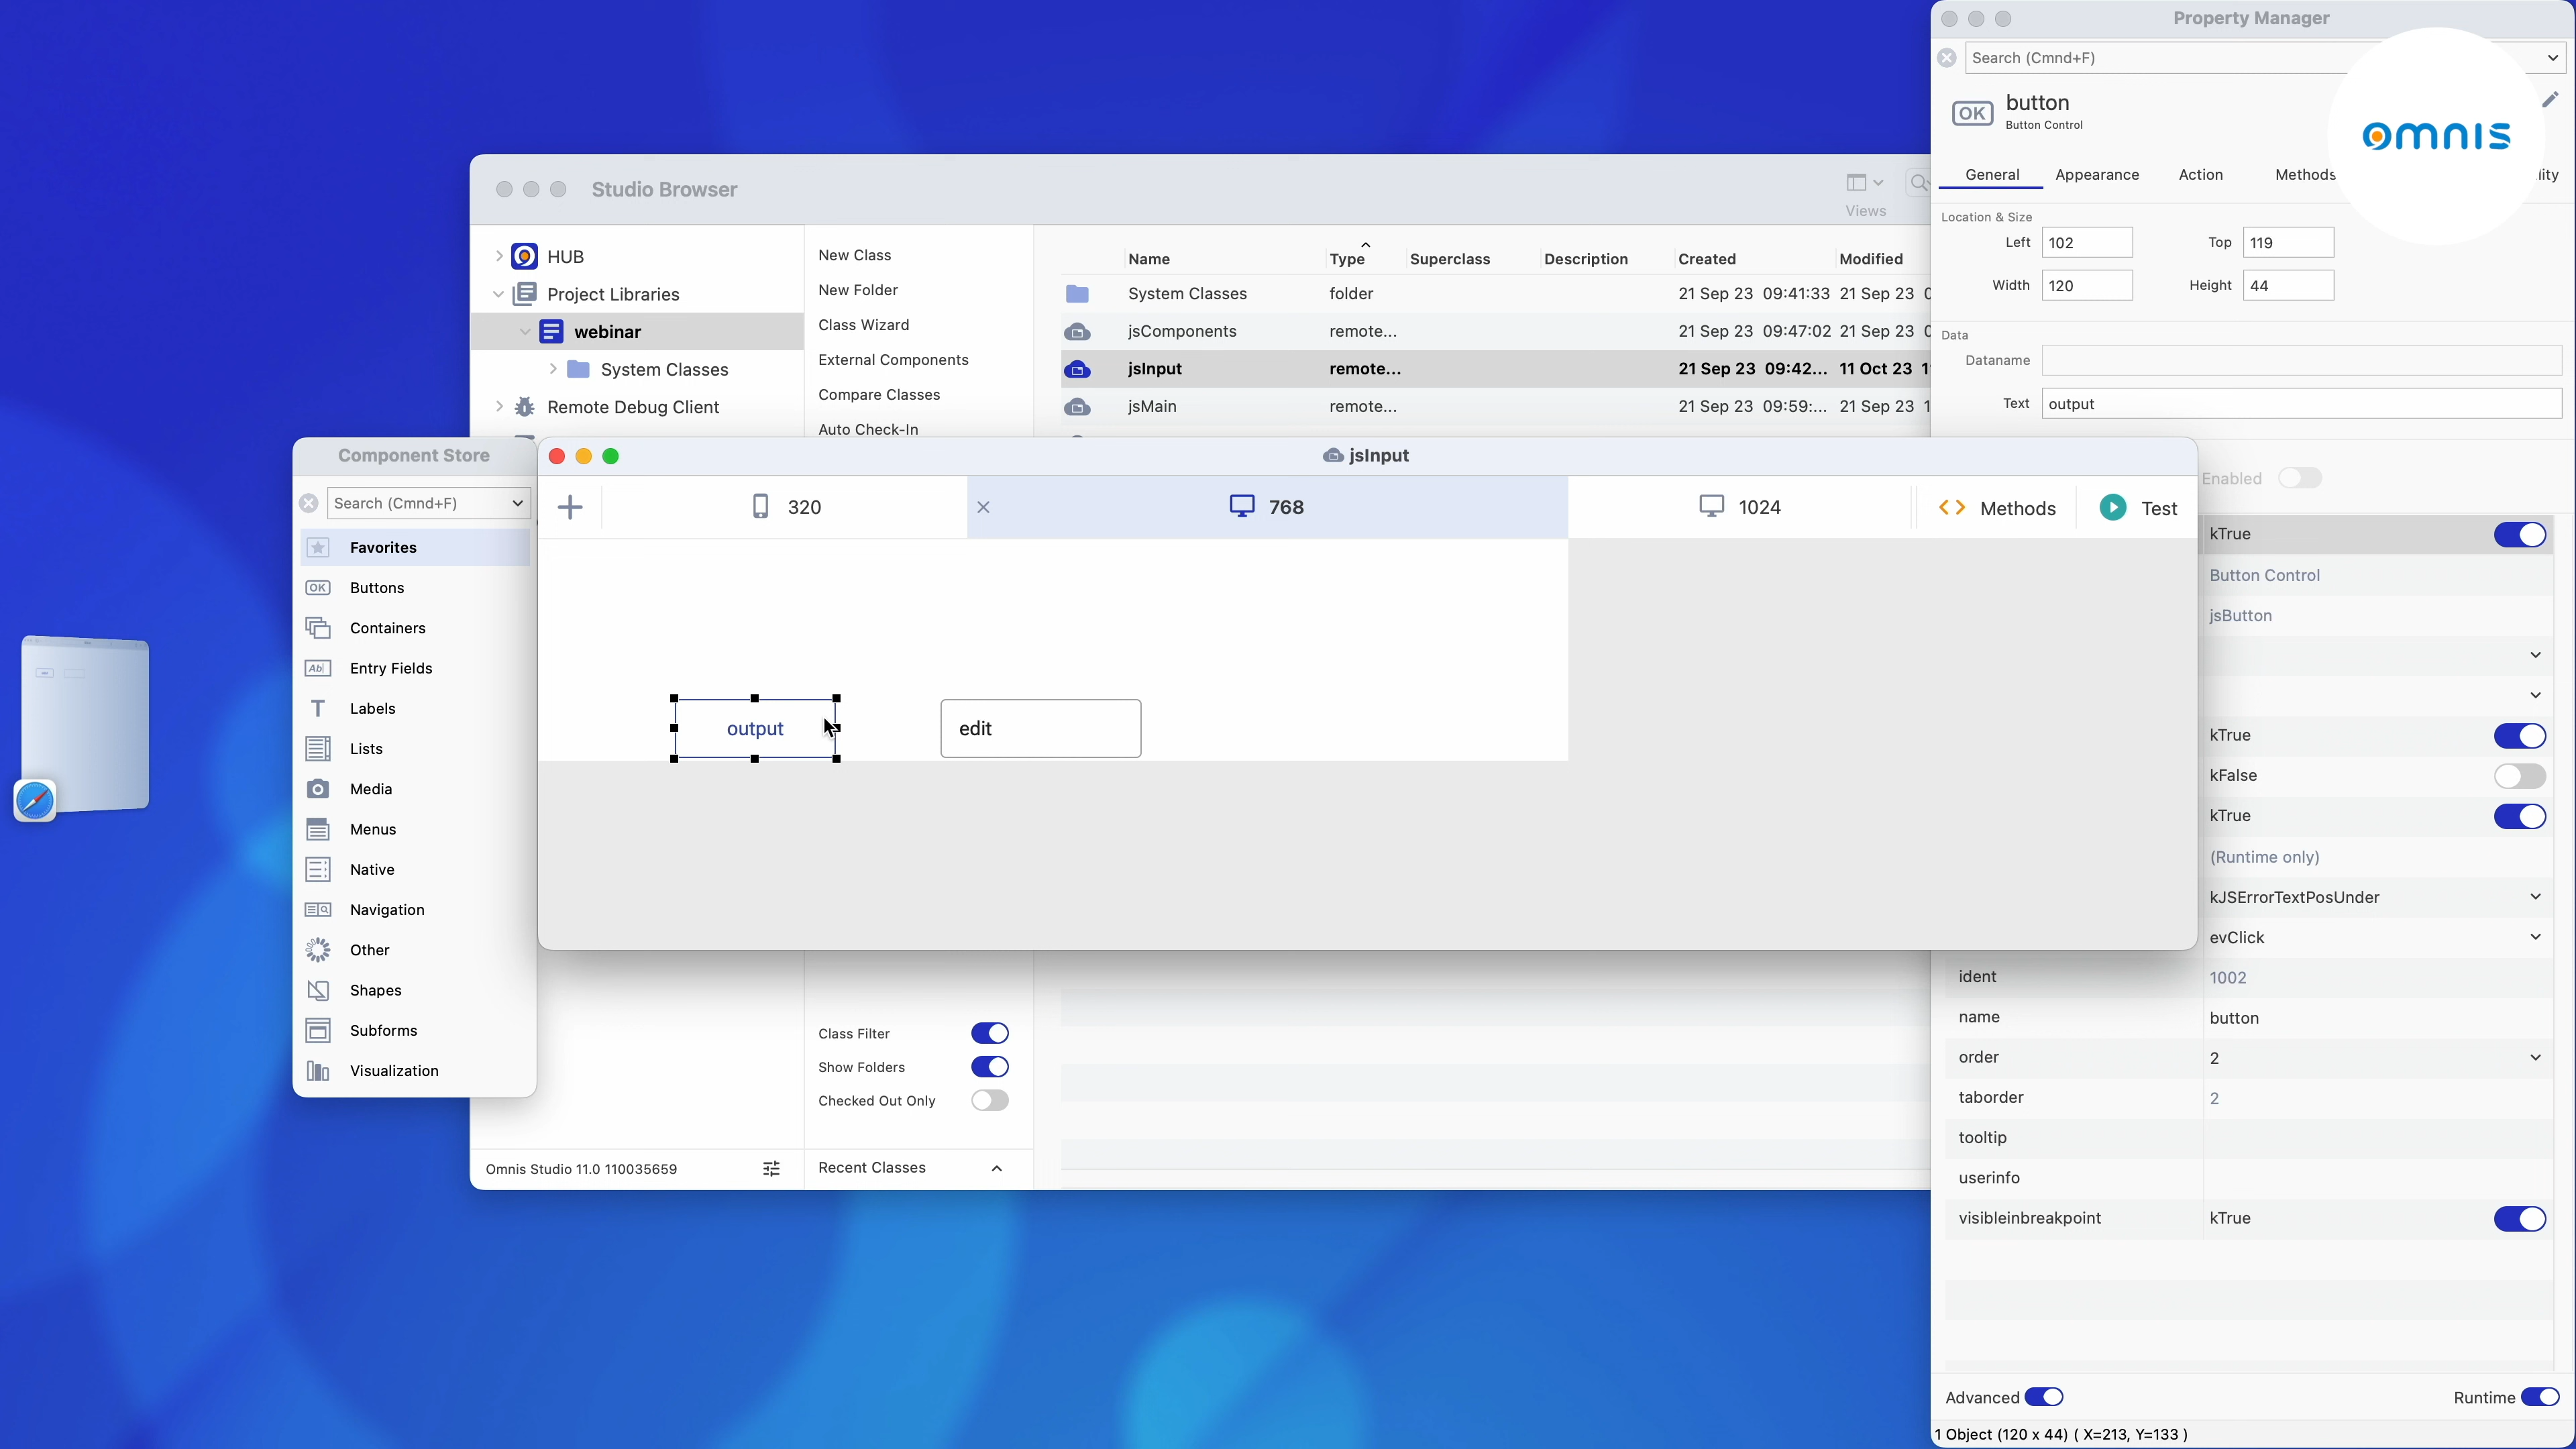 Property Manager
Search (Cmnd+F)
button
Button Control
OK
omnis
General Appearance Action Methods ity
Location & Size
Left 102 Top 119
Width 120 Height 44
Data
Dataname
Text output
Enabled
kTrue
Button Control
jsButton
kTrue
kFalse
kTrue
(Runtime only)
kJSErrorTextPosUnder
evClick
ident 1002
name button
order 2
taborder 2
tooltip
userinfo
visibleinbreakpoint kTrue
Advanced Runtime
1 Object (120 x 44) ( X=213, Y=133 )
Studio Browser
Views
HUB
Project Libraries
webinar
System Classes
Remote Debug Client
New Class
New Folder
Class Wizard
External Components
Compare Classes
Auto Check-In
Name Type Superclass Description Created Modified
System Classes folder 21 Sep 23 09:41:33 21 Sep 23
jsComponents remote... 21 Sep 23 09:47:02 21 Sep 23
jsInput remote... 21 Sep 23 09:42... 11 Oct 23 1
jsMain remote... 21 Sep 23 09:59:... 21 Sep 23 1
Component Store
Search (Cmnd+F)
Favorites
OK Buttons
Containers
Ab Entry Fields
T Labels
Lists
Media
Menus
Native
Navigation
Other
Shapes
Subforms
Visualization
jsInput
320 768 1024 Methods Test
output edit
Class Filter
Show Folders
Checked Out Only
Omnis Studio 11.0 110035659
Recent Classes